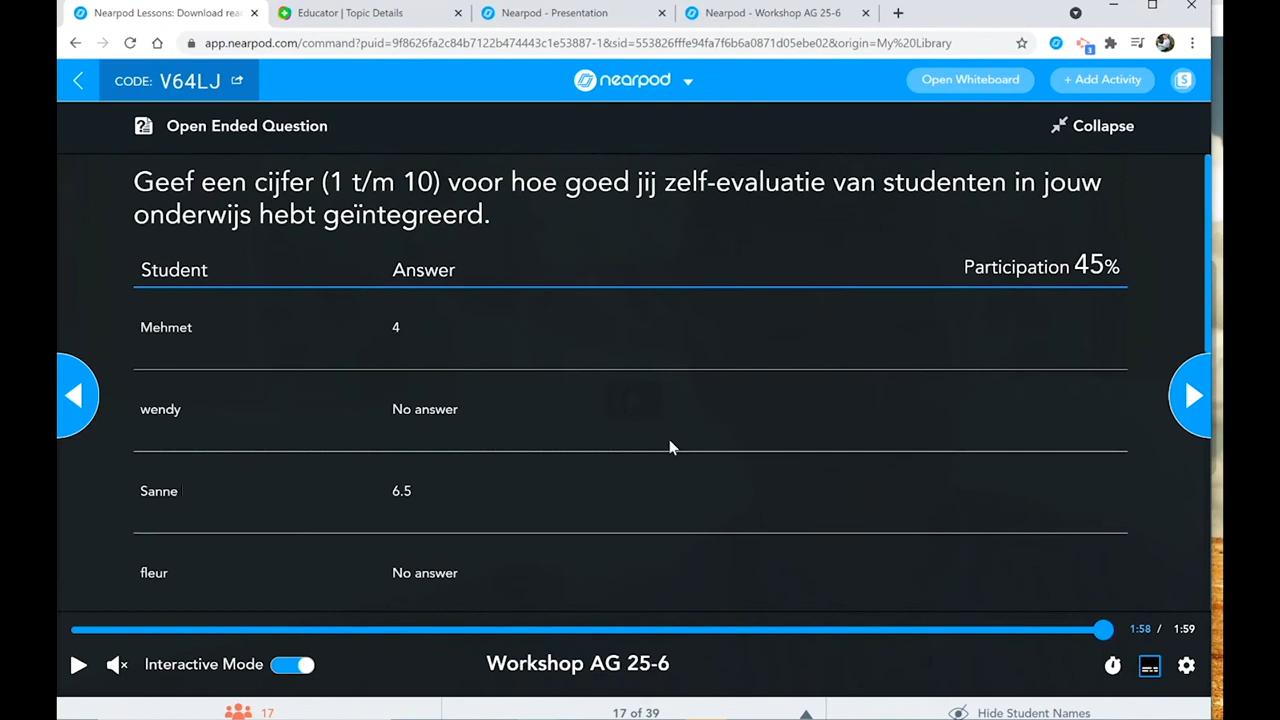 Nearpod Lessons: Download rea
Educator | Topic Details
Nearpod - Presentation
Nearpod - Workshop AG 25-6
app.nearpod.com/command?puid=9f8626fa2c84b7122b474443c1e53887-1&sid=553826fffe94fa7f6b6a0871d05ebe02&origin=My%20Library
3
CODE: V64LJ
nearpod
Open Whiteboard
+ Add Activity
S
Open Ended Question
Collapse
Geef een cijfer (1 t/m 10) voor hoe goed jij zelf-evaluatie van studenten in jouw
onderwijs hebt geïntegreerd.
Student Answer Participation 45%
Mehmet 4
wendy No answer
Sanne 6.5
fleur No answer
1:58 / 1:59
Interactive Mode
Workshop AG 25-6
17
17 of 39
Hide Student Names